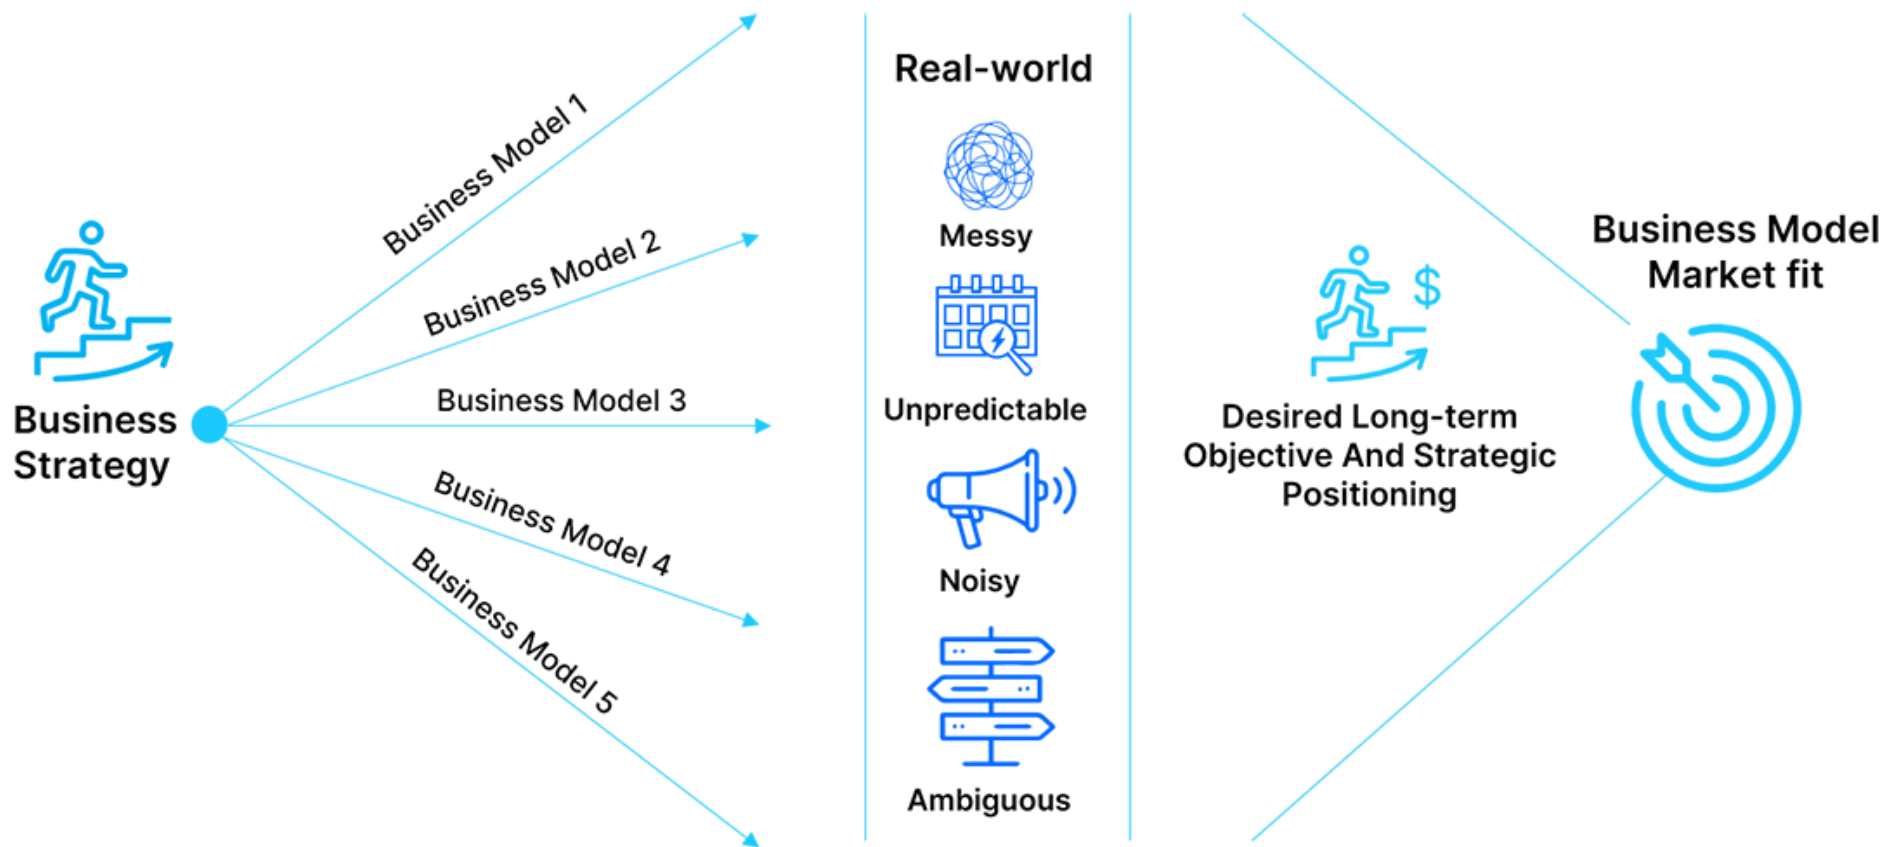 Business
Strategy
Business Model 1
Business Model 2
Business Model 3
Business Model 4
Business Model 5
Real-world
Messy
Unpredictable
Noisy
Ambiguous
$
Desired Long-term
Objective And Strategic
Positioning
Business Model
Market fit